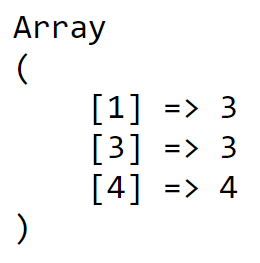 Array
(
    [1] => 3
    [3] => 3
    [4] => 4
)